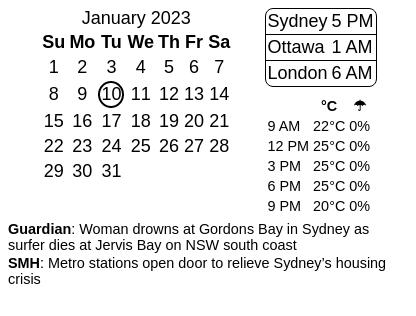 January 2023
Su Mo Tu We Th Fr Sa
1 2 3 4 5 6 7
8 9 10 11 12 13 14
15 16 17 18 19 20 21
22 23 24 25 26 27 28
29 30 31
Sydney 5 PM
Ottawa 1 AM
London 6 AM
°C ☂
9 AM 22°C 0%
12 PM 25°C 0%
3 PM 25°C 0%
6 PM 25°C 0%
9 PM 20°C 0%
Guardian: Woman drowns at Gordons Bay in Sydney as
surfer dies at Jervis Bay on NSW south coast
SMH: Metro stations open door to relieve Sydney’s housing
crisis